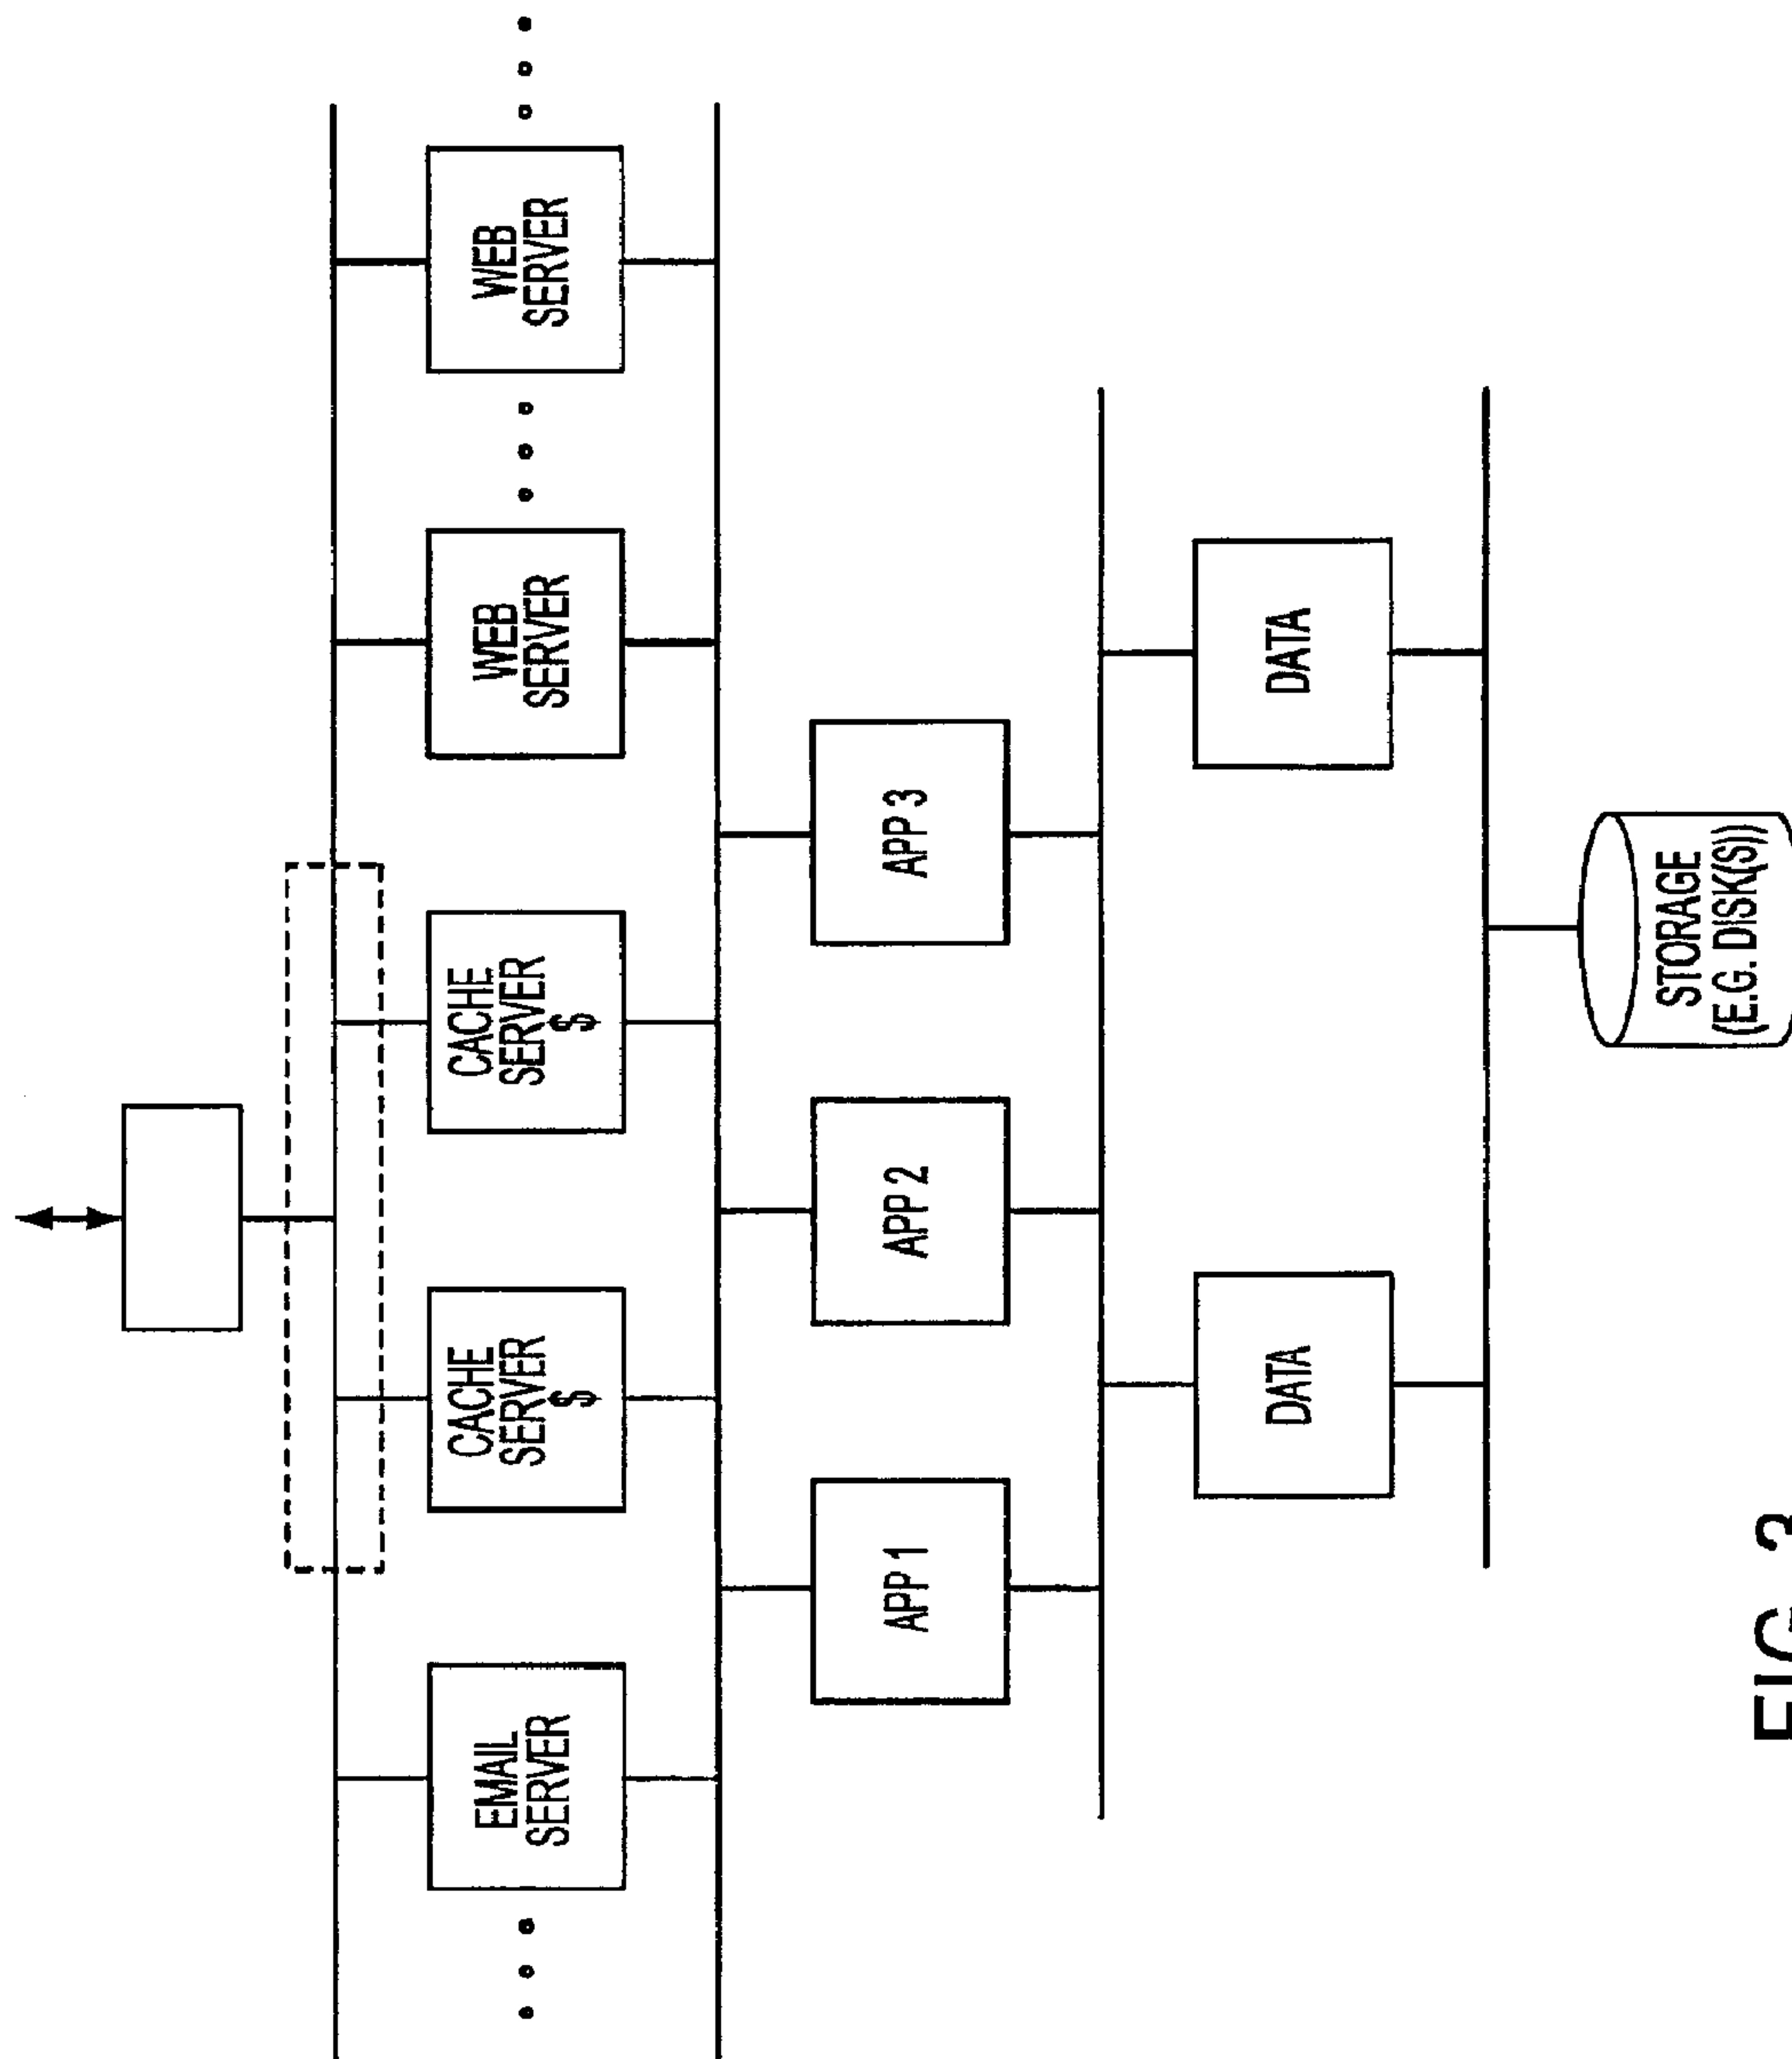 EMAIL
SERVER
CACHE
SERVER
$
CACHE
SERVER
$
WEB
SERVER
WEB
SERVER
APP 1
APP 2
APP 3
DATA
DATA
STORAGE
(E.G. DISK(S))
FIG. 3